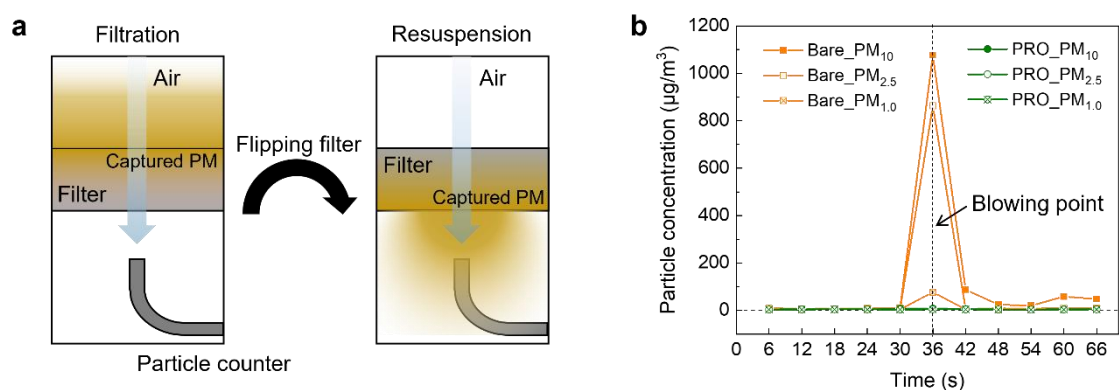 a
Filtration
Air
Captured PM
Filter
Particle counter
Flipping filter
Resuspension
Air
Filter
Captured PM
b
Particle concentration (μg/m³)
1200
1000
800
600
400
200
0
Bare_PM₁₀
Bare_PM₂.₅
Bare_PM₁.₀
PRO_PM₁₀
PRO_PM₂.₅
PRO_PM₁.₀
Blowing point
0 6 12 18 24 30 36 42 48 54 60 66
Time (s)